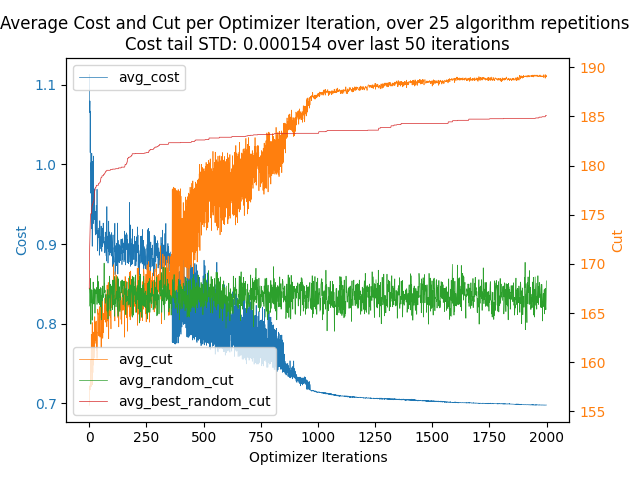 Average Cost and Cut per Optimizer Iteration, over 25 algorithm repetitions
Cost tail STD: 0.000154 over last 50 iterations
avg_cost
1.1
1.0
0.9
0.8
0.7
Cost
190
185
180
175
170
165
160
155
Cut
avg_cut
avg_random_cut
avg_best_random_cut
0 250 500 750 1000 1250 1500 1750 2000
Optimizer Iterations